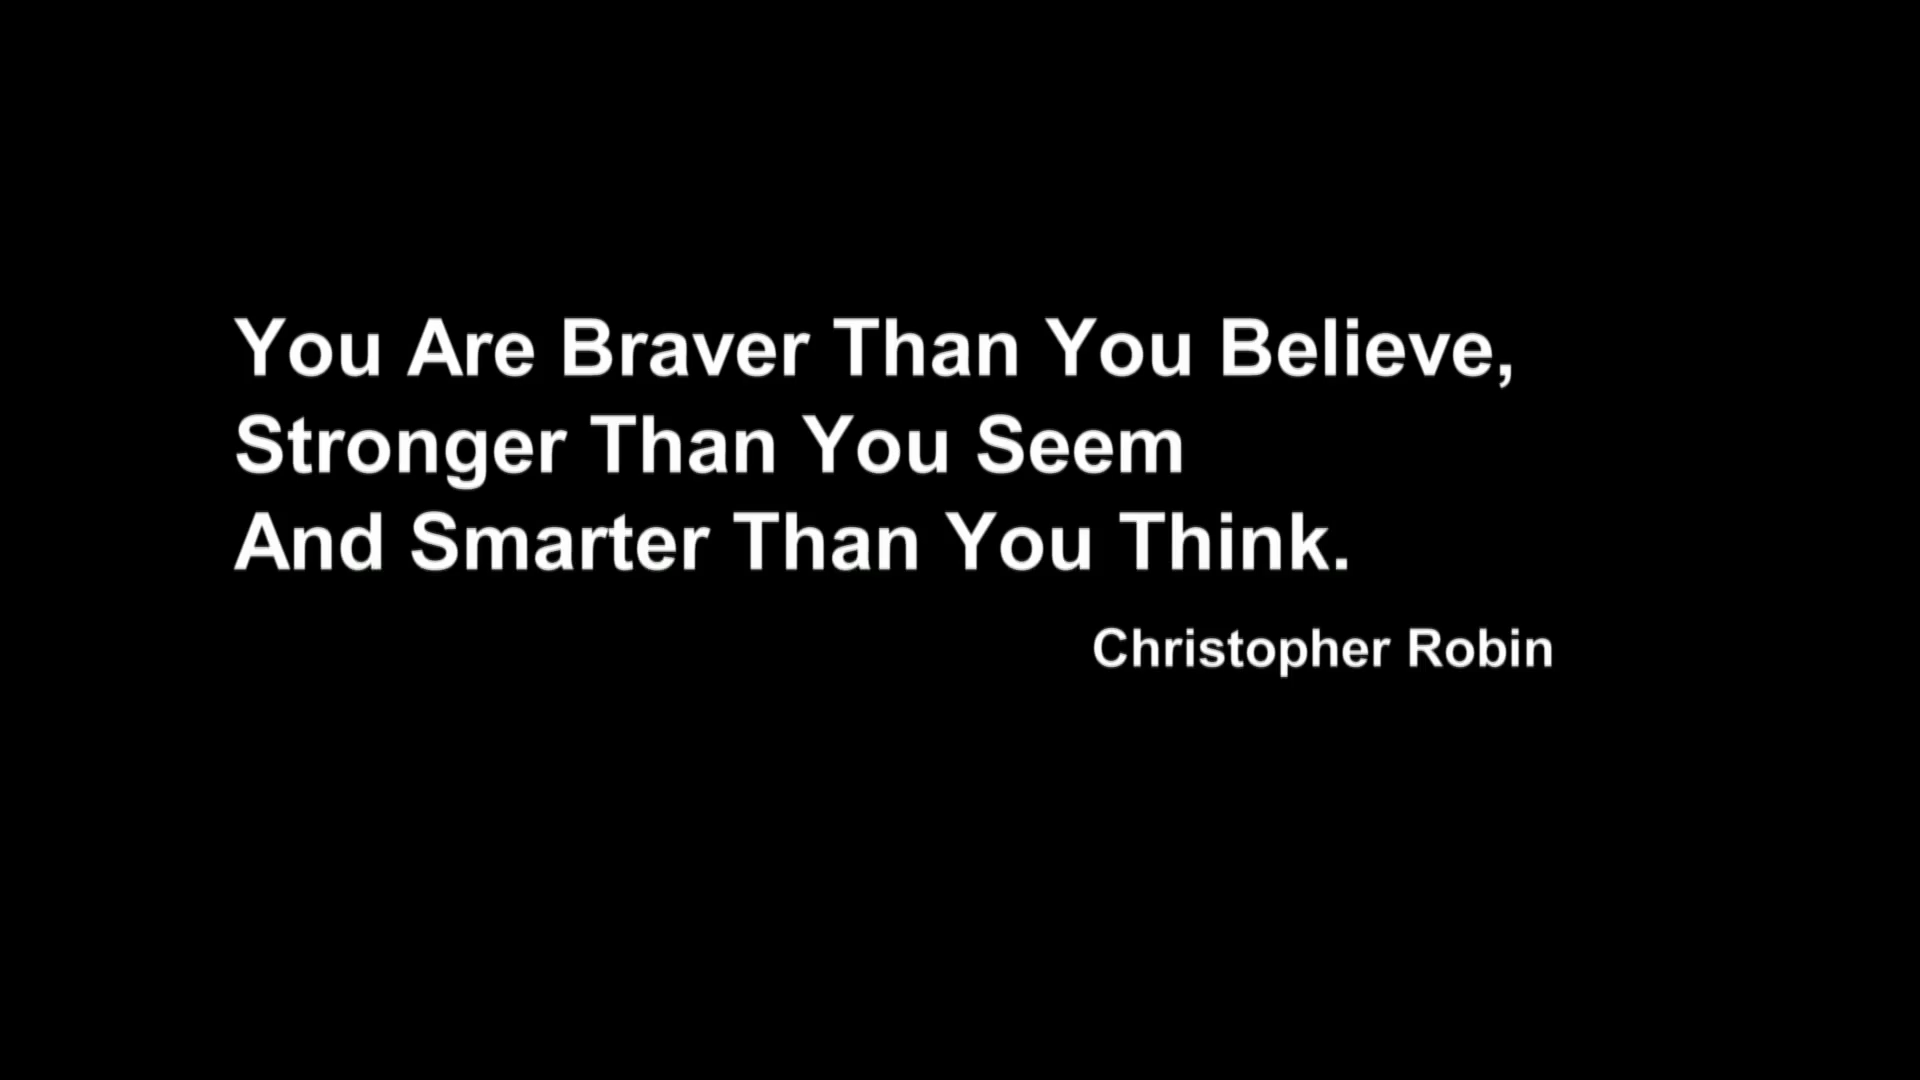 You Are Braver Than You Believe,
Stronger Than You Seem
And Smarter Than You Think.
Christopher Robin